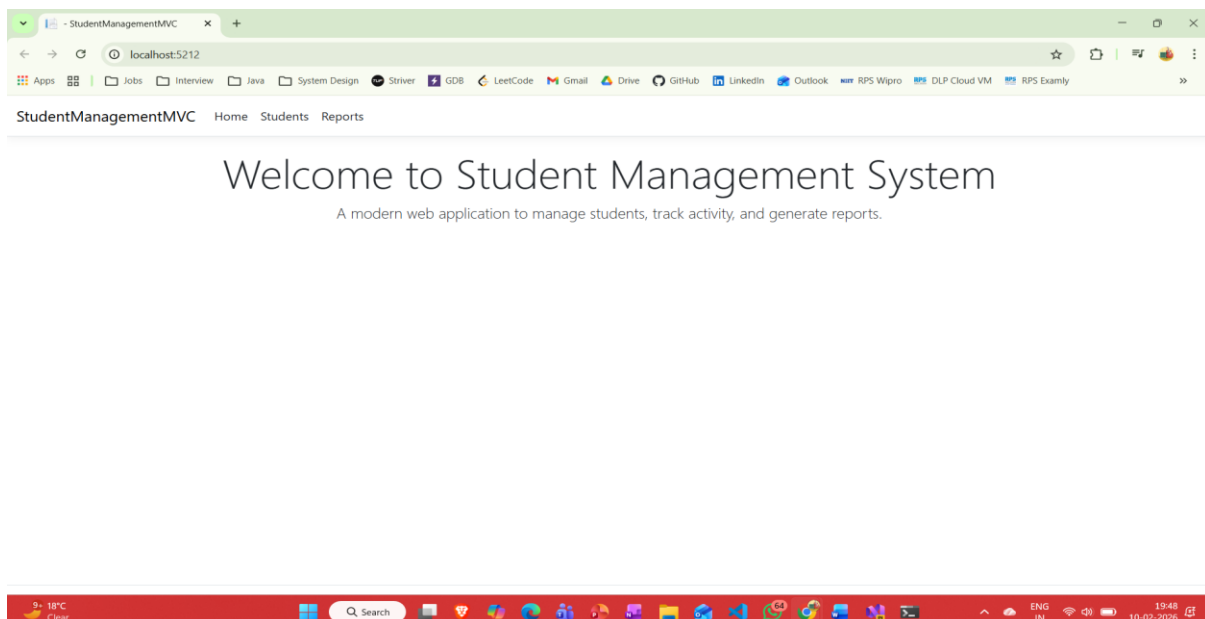 - StudentManagementMVC
localhost:5212
Apps Jobs Interview Java System Design Striver GDB LeetCode Gmail Drive GitHub LinkedIn Outlook RPS Wipro DLP Cloud VM RPS Examly
StudentManagementMVC Home Students Reports
Welcome to Student Management System
A modern web application to manage students, track activity, and generate reports.
9+ 18°C
Clear
Search
64
ENG
IN
19:48
10-02-2026